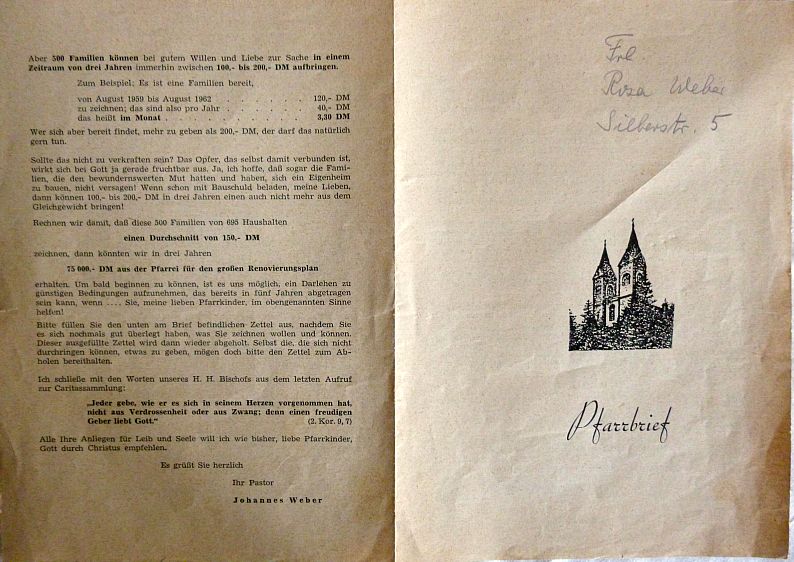 Aber 500 Familien können bei gutem Willen und Liebe zur Sache in einem
Zeitraum von drei Jahren immerhin zwischen 100,- bis 200,- DM aufbringen.
Zum Beispiel: Es ist eine Familien bereit,
von August 1959 bis August 1962 . . . . . . 120,- DM
zu zeichnen; das sind also pro Jahr . . . . . . 40,- DM
das heißt im Monat . . . . . . . . . 3,30 DM
Wer sich aber bereit findet, mehr zu geben als 200,- DM, der darf das natürlich
gern tun.
Sollte das nicht zu verkraften sein? Das Opfer, das selbst damit verbunden ist,
wirkt sich bei Gott ja gerade fruchtbar aus. Ja, ich hoffe, daß sogar die Fami-
lien, die den bewundernswerten Mut hatten und haben, sich ein Eigenheim
zu bauen, nicht versagen! Wenn schon mit Bauschuld beladen, meine Lieben,
dann können 100,- bis 200,- DM in drei Jahren einen auch nicht mehr aus dem
Gleichgewicht bringen!
Rechnen wir damit, daß diese 500 Familien von 695 Haushalten
einen Durchschnitt von 150,- DM
zeichnen, dann könnten wir in drei Jahren
75 000,- DM aus der Pfarrei für den großen Renovierungsplan
erhalten. Um bald beginnen zu können, ist es uns möglich, ein Darlehen zu
günstigen Bedingungen aufzunehmen, das bereits in fünf Jahren abgetragen
sein kann, wenn .... Sie, meine lieben Pfarrkinder, im obengenannten Sinne
helfen!
Bitte füllen Sie den unten am Brief befindlichen Zettel aus, nachdem Sie
es sich nochmals gut überlegt haben, was Sie zeichnen wollen und können.
Dieser ausgefüllte Zettel wird dann wieder abgeholt. Selbst die, die sich nicht
durchringen können, etwas zu geben, mögen doch bitte den Zettel zum Ab-
holen bereithalten.
Ich schließe mit den Worten unseres H. H. Bischofs aus dem letzten Aufruf
zur Caritassammlung:
„Jeder gebe, wie er es sich in seinem Herzen vorgenommen hat,
nicht aus Verdrossenheit oder aus Zwang; denn einen freudigen
Geber liebt Gott.“ (2. Kor. 9, 7)
Alle Ihre Anliegen für Leib und Seele will ich wie bisher, liebe Pfarrkinder,
Gott durch Christus empfehlen.
Es grüßt Sie herzlich
Ihr Pastor
Johannes Weber
Frl
Rosa Weber
Silberstr. 5
Pfarrbrief